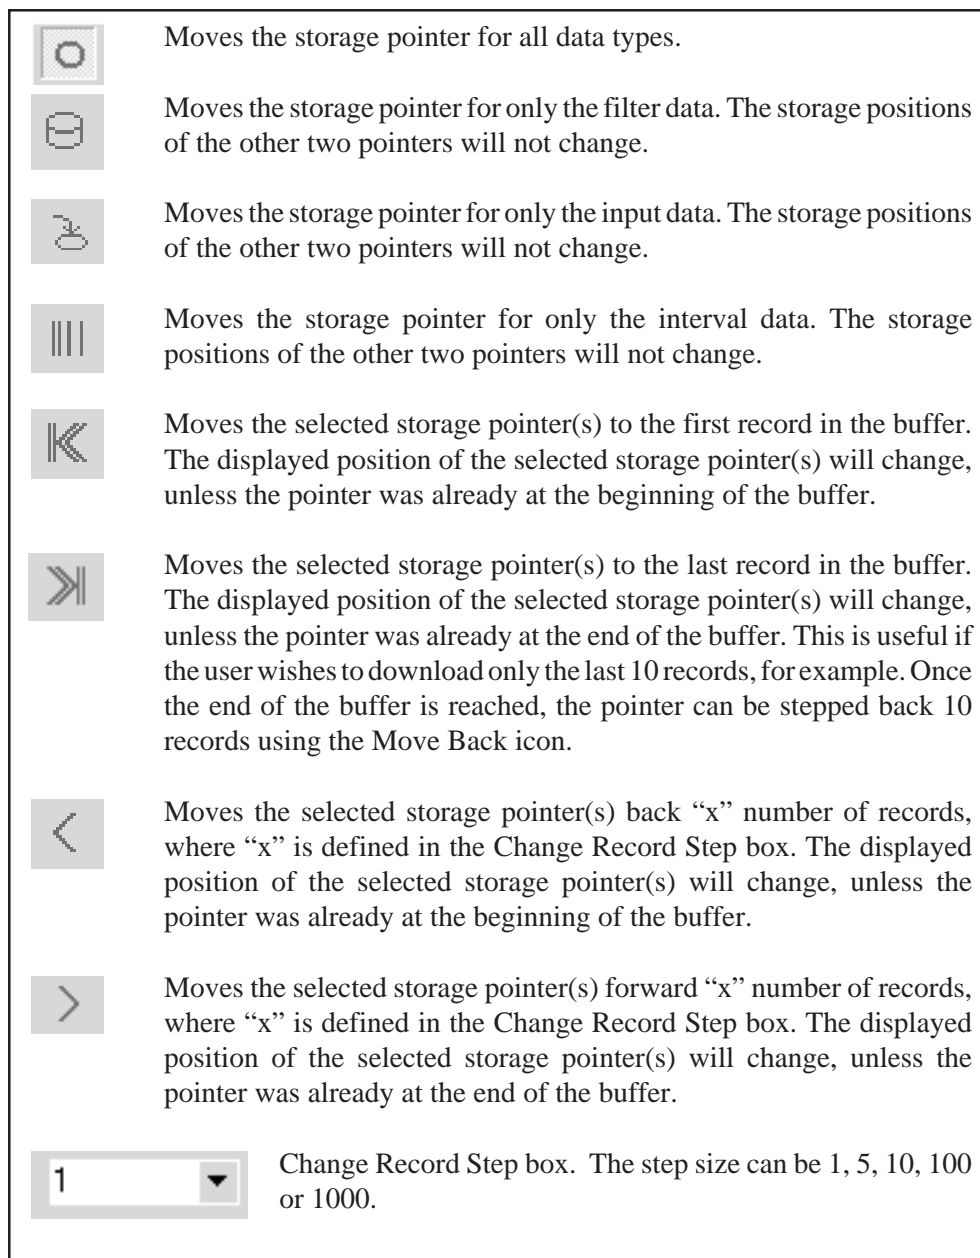 Moves the storage pointer for all data types.
Moves the storage pointer for only the filter data. The storage positions
of the other two pointers will not change.
Moves the storage pointer for only the input data. The storage positions
of the other two pointers will not change.
Moves the storage pointer for only the interval data. The storage
positions of the other two pointers will not change.
Moves the selected storage pointer(s) to the first record in the buffer.
The displayed position of the selected storage pointer(s) will change,
unless the pointer was already at the beginning of the buffer.
Moves the selected storage pointer(s) to the last record in the buffer.
The displayed position of the selected storage pointer(s) will change,
unless the pointer was already at the end of the buffer. This is useful if
the user wishes to download only the last 10 records, for example. Once
the end of the buffer is reached, the pointer can be stepped back 10
records using the Move Back icon.
Moves the selected storage pointer(s) back “x” number of records,
where “x” is defined in the Change Record Step box. The displayed
position of the selected storage pointer(s) will change, unless the
pointer was already at the beginning of the buffer.
Moves the selected storage pointer(s) forward “x” number of records,
where “x” is defined in the Change Record Step box. The displayed
position of the selected storage pointer(s) will change, unless the
pointer was already at the end of the buffer.
1
Change Record Step box. The step size can be 1, 5, 10, 100
or 1000.